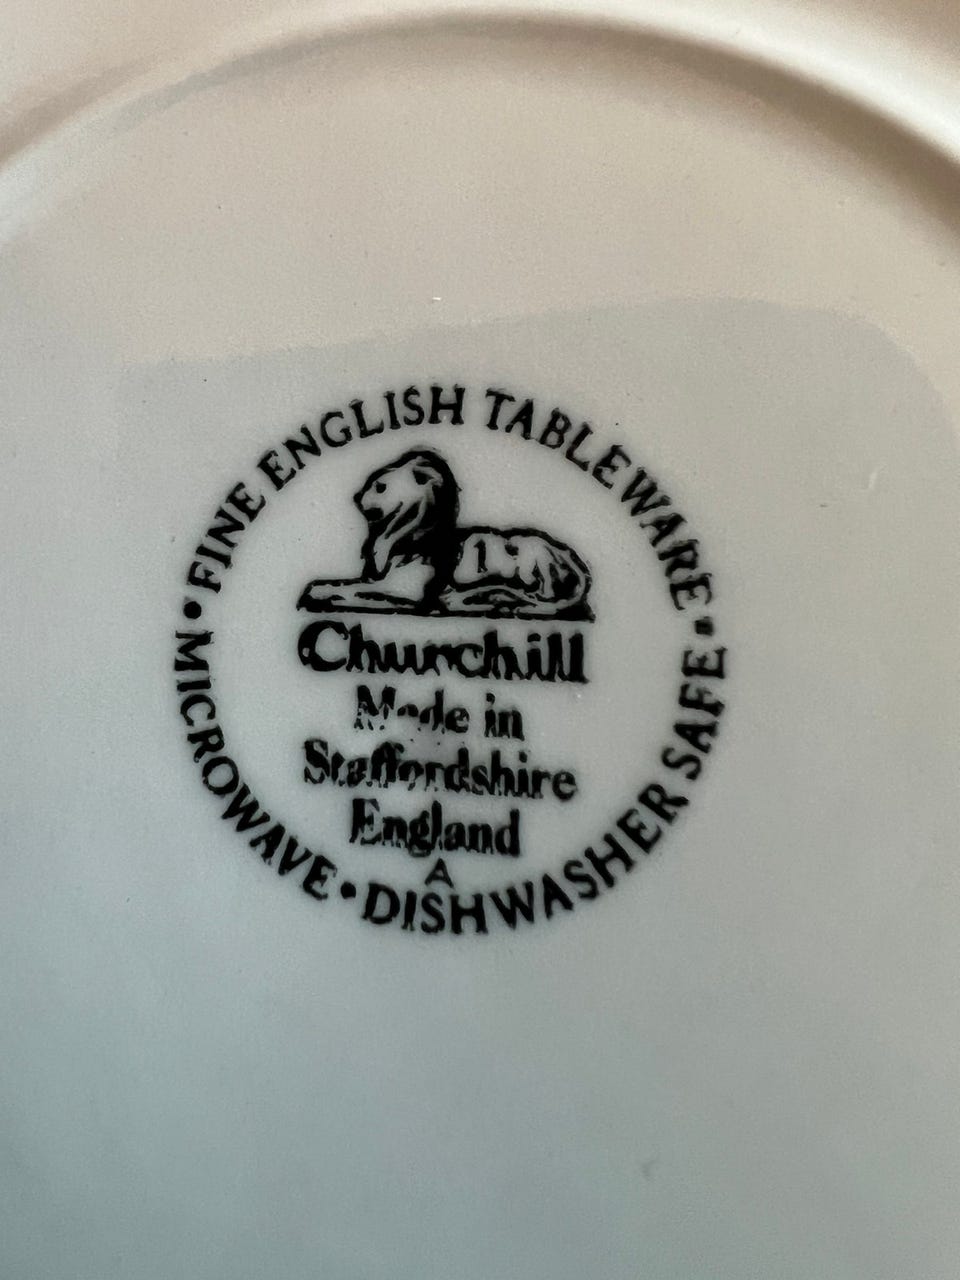 • FINE ENGLISH TABLEWARE •
Churchill
Made in
Staffordshire
England
A
MICROWAVE • DISHWASHER SAFE